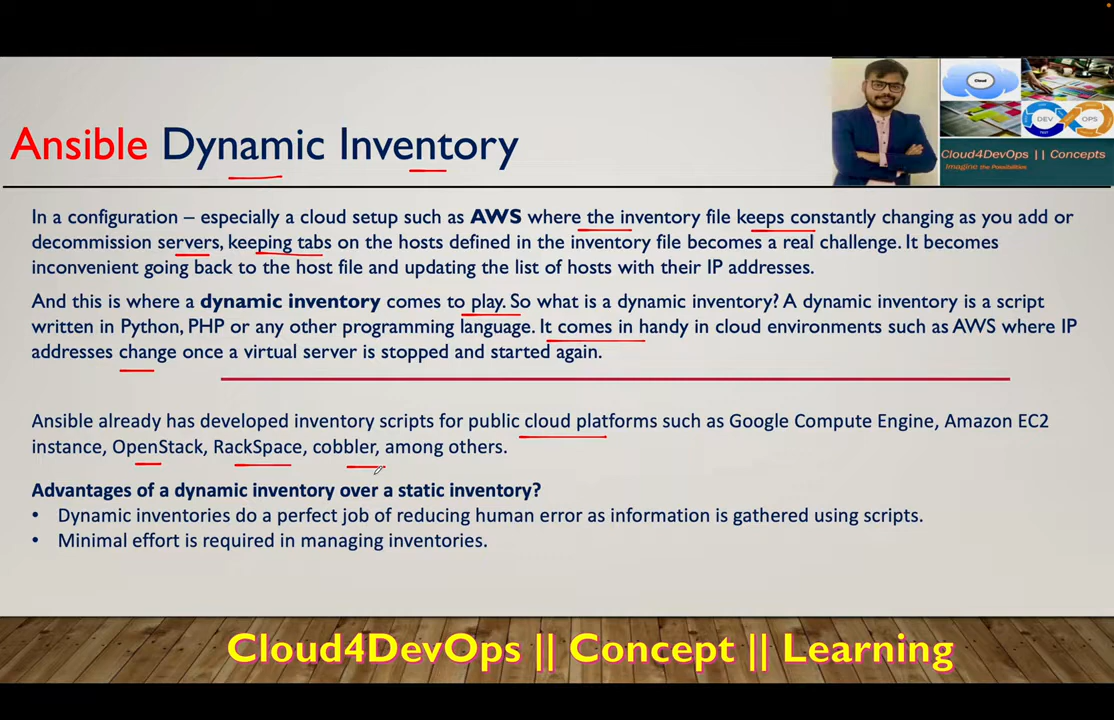 Cloud
DEV
OPS
Cloud4DevOps || Concepts
Imagine the Possibilities
Ansible Dynamic Inventory
In a configuration – especially a cloud setup such as AWS where the inventory file keeps constantly changing as you add or
decommission servers, keeping tabs on the hosts defined in the inventory file becomes a real challenge. It becomes
inconvenient going back to the host file and updating the list of hosts with their IP addresses.
And this is where a dynamic inventory comes to play. So what is a dynamic inventory? A dynamic inventory is a script
written in Python, PHP or any other programming language. It comes in handy in cloud environments such as AWS where IP
addresses change once a virtual server is stopped and started again.
Ansible already has developed inventory scripts for public cloud platforms such as Google Compute Engine, Amazon EC2
instance, OpenStack, RackSpace, cobbler, among others.
Advantages of a dynamic inventory over a static inventory?
• Dynamic inventories do a perfect job of reducing human error as information is gathered using scripts.
• Minimal effort is required in managing inventories.
Cloud4DevOps || Concept || Learning